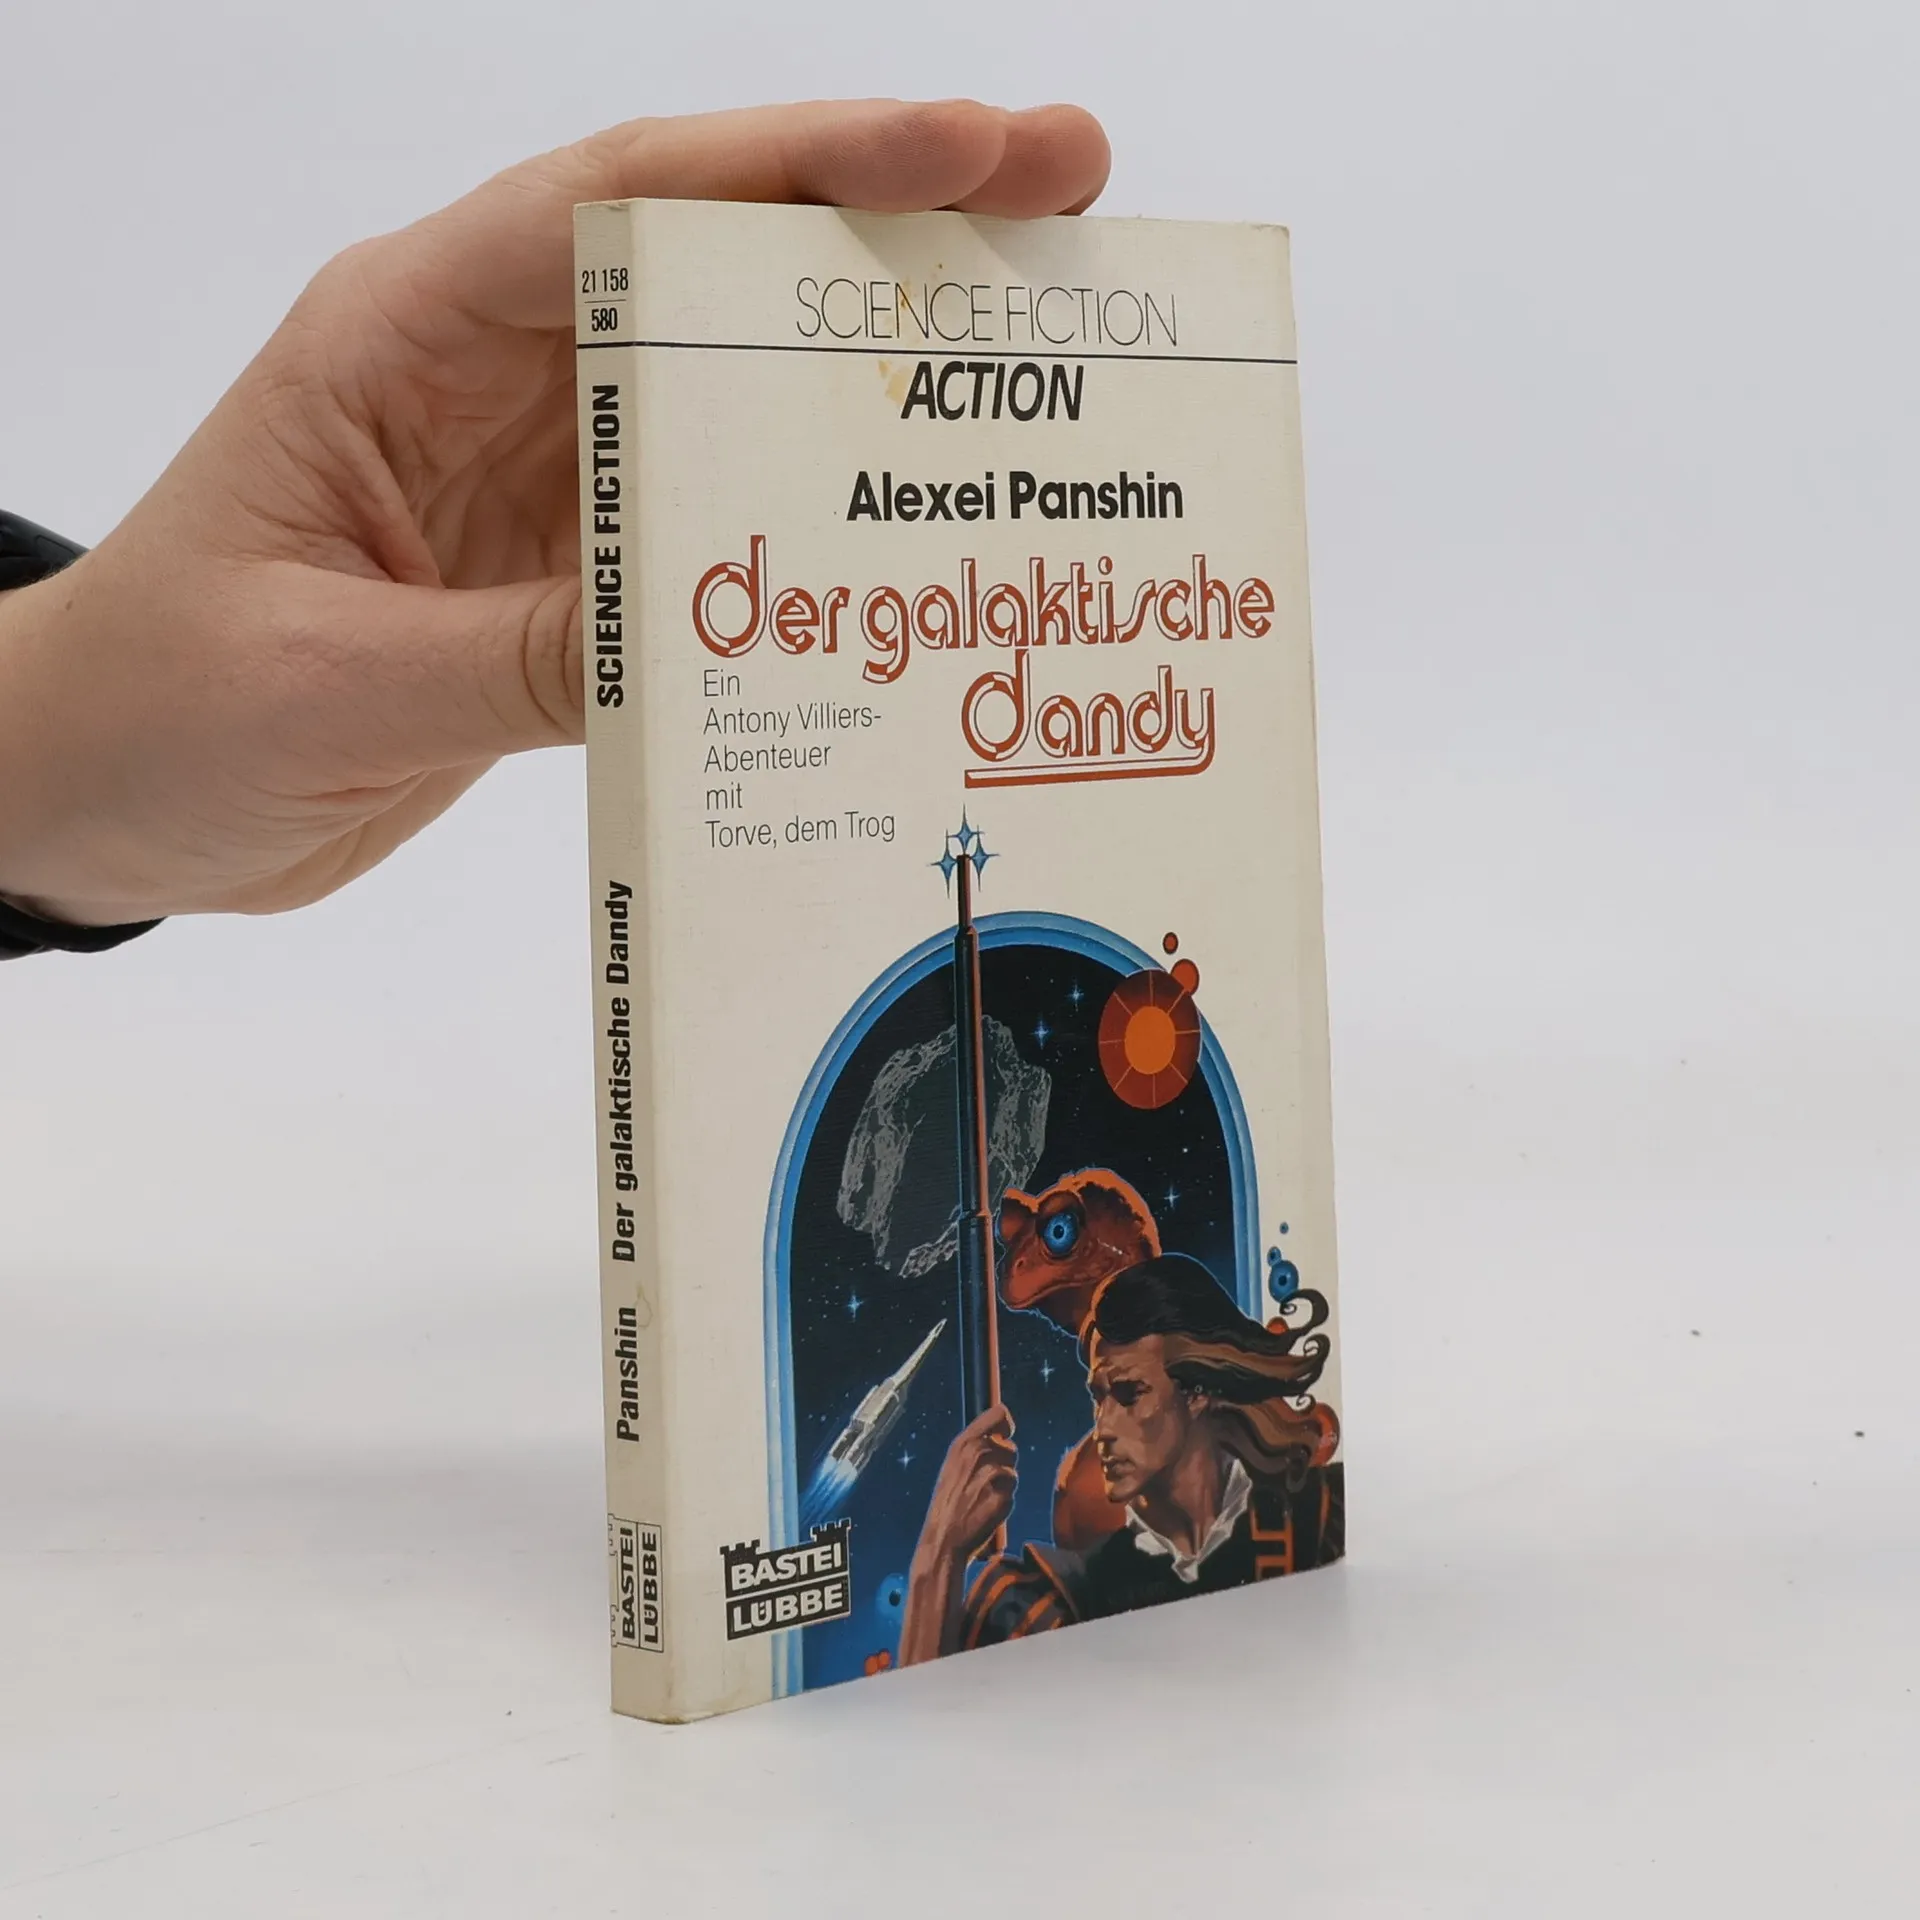 21 158
580
SCIENCE FICTION
Der galaktische Dandy
Panshin
BASTEI
LÜBBE
SCIENCE FICTION
ACTION
Alexei Panshin
Der galaktische
Dandy
Ein
Antony Villiers-
Abenteuer
mit
Torve, dem Trog
BASTEI
LÜBBE